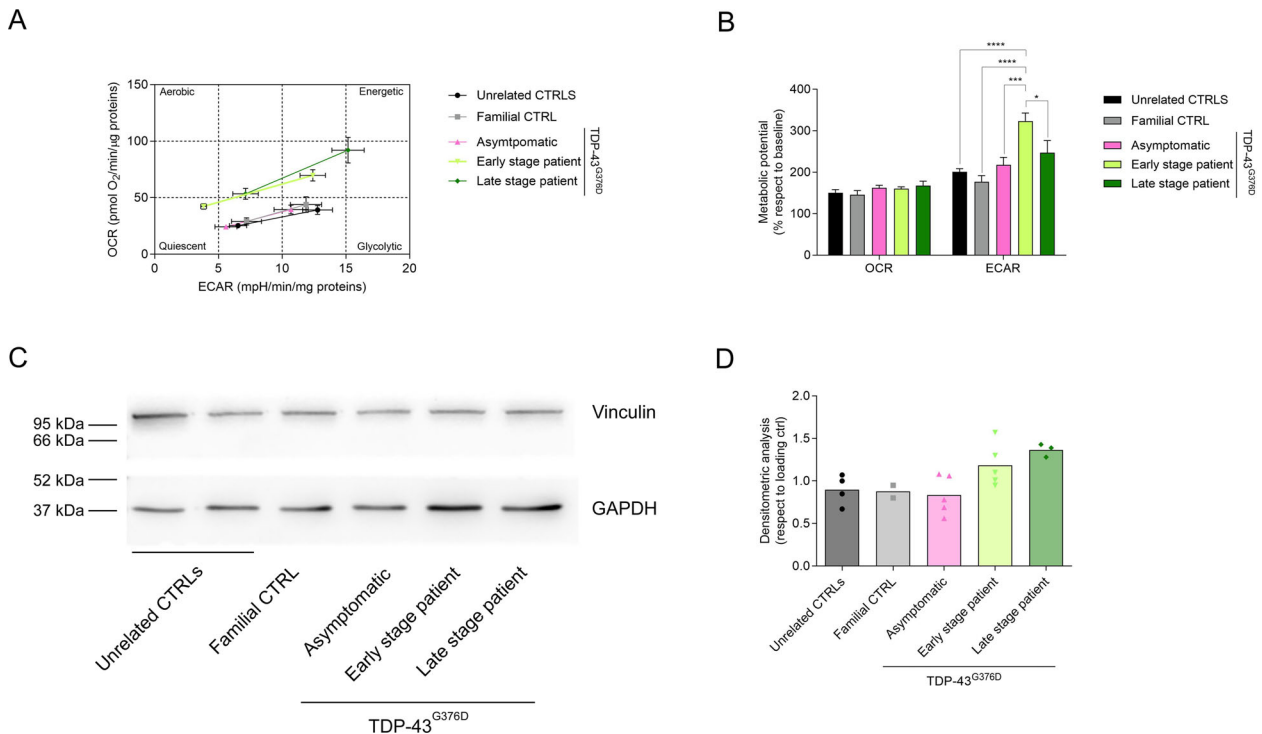 A
OCR (pmol O2/min/µg proteins)
150
100
50
0
Aerobic
Energetic
Quiescent
Glycolytic
0 5 10 15 20
ECAR (mpH/min/mg proteins)
Unrelated CTRLS
Familial CTRL
Asymtpomatic
Early stage patient
Late stage patient
TDP-43G376D
B
Metabolic potential
(% respect to baseline)
400
300
200
100
0
****
****
***
*
OCR ECAR
Unrelated CTRLS
Familial CTRL
Asymptomatic
Early stage patient
Late stage patient
TDP-43G376D
C
95 kDa
66 kDa
52 kDa
37 kDa
Vinculin
GAPDH
Unrelated CTRLs
Familial CTRL
Asymptomatic
Early stage patient
Late stage patient
TDP-43G376D
D
Densitometric analysis
(respect to loading ctrl)
2.0
1.5
1.0
0.5
0.0
Unrelated CTRLs
Familial CTRL
Asymptomatic
Early stage patient
Late stage patient
TDP-43G376D